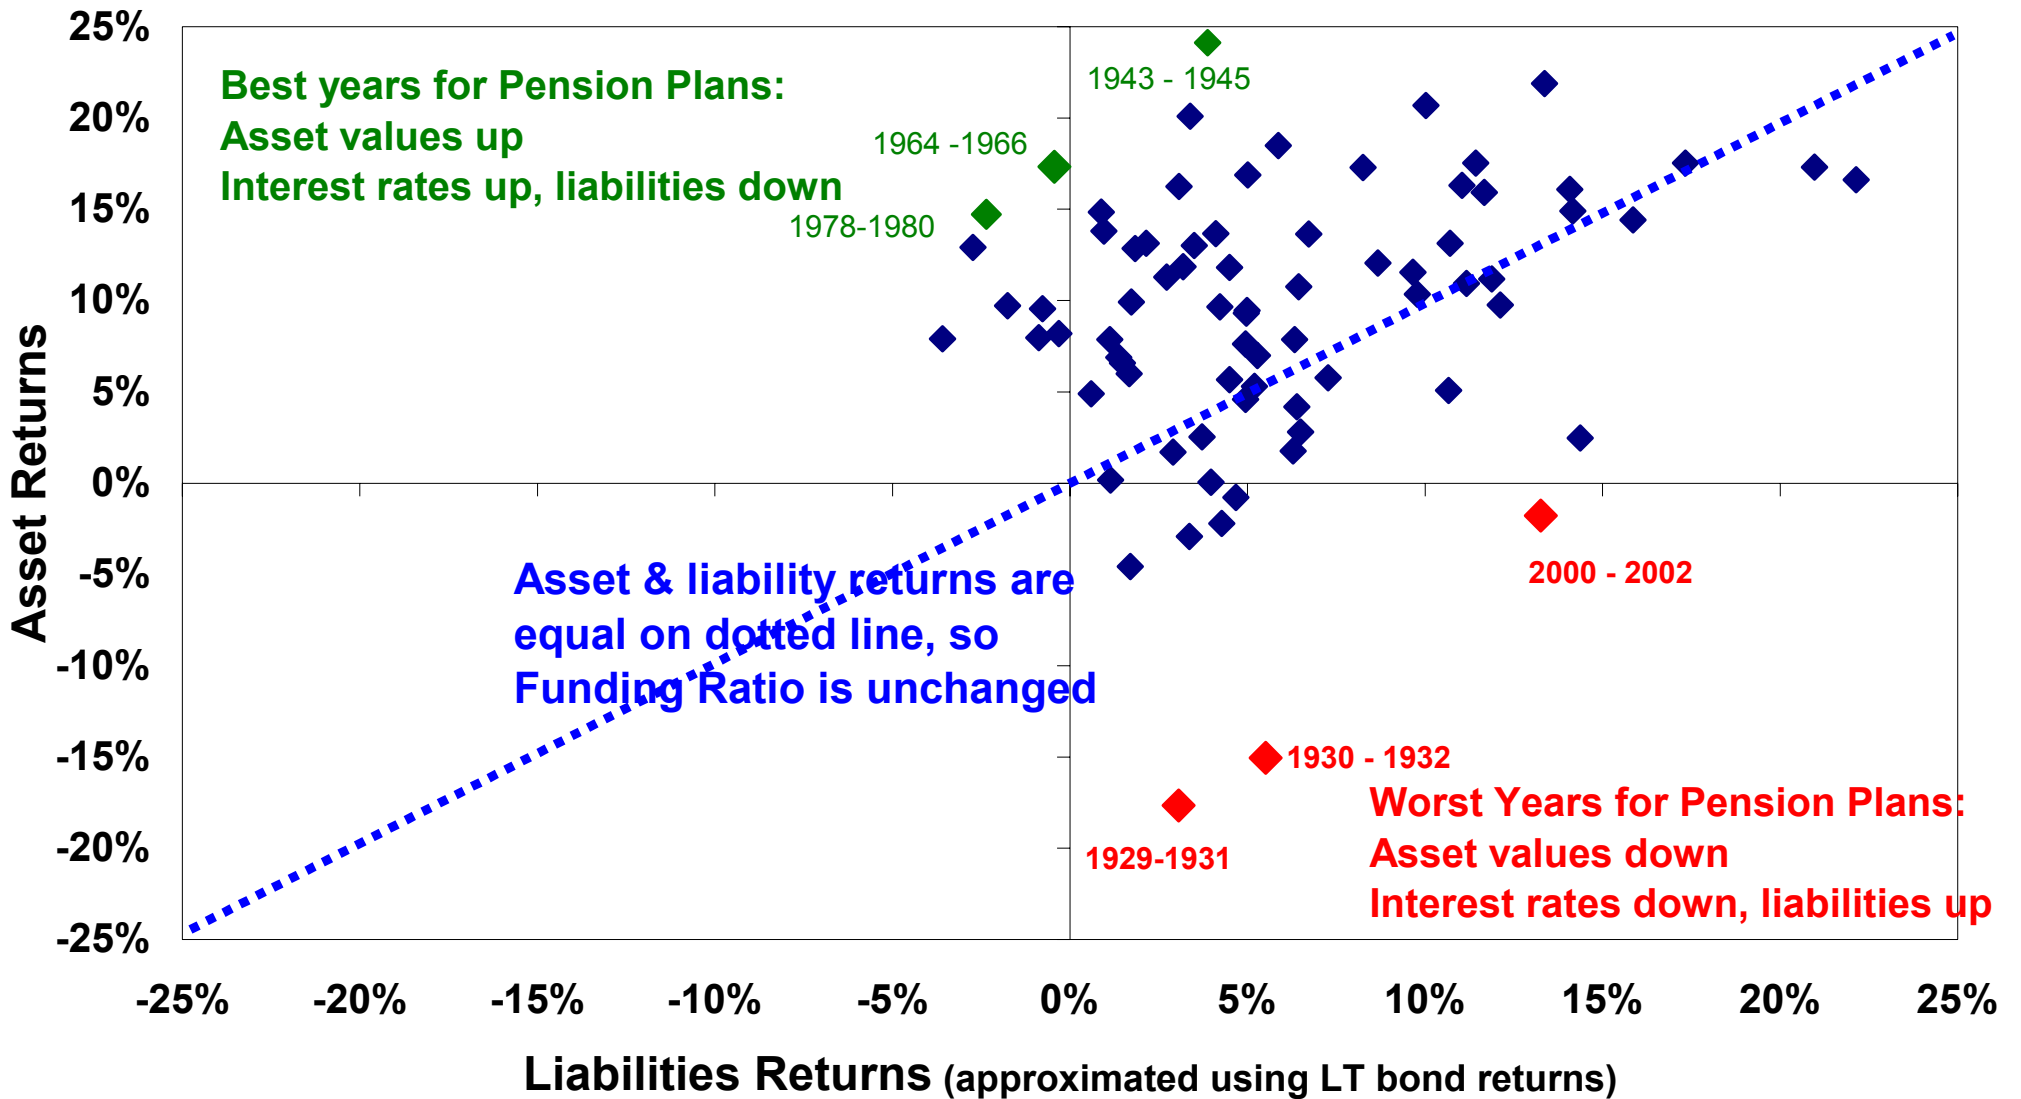 25%
20%
15%
10%
5%
0%
-5%
-10%
-15%
-20%
-25%
Asset Returns
Best years for Pension Plans:
Asset values up
Interest rates up, liabilities down
1943 - 1945
1964 -1966
1978-1980
Asset & liability returns are
equal on dotted line, so
Funding Ratio is unchanged
2000 - 2002
1930 - 1932
1929-1931
Worst Years for Pension Plans:
Asset values down
Interest rates down, liabilities up
-25% -20% -15% -10% -5% 0% 5% 10% 15% 20% 25%
Liabilities Returns (approximated using LT bond returns)